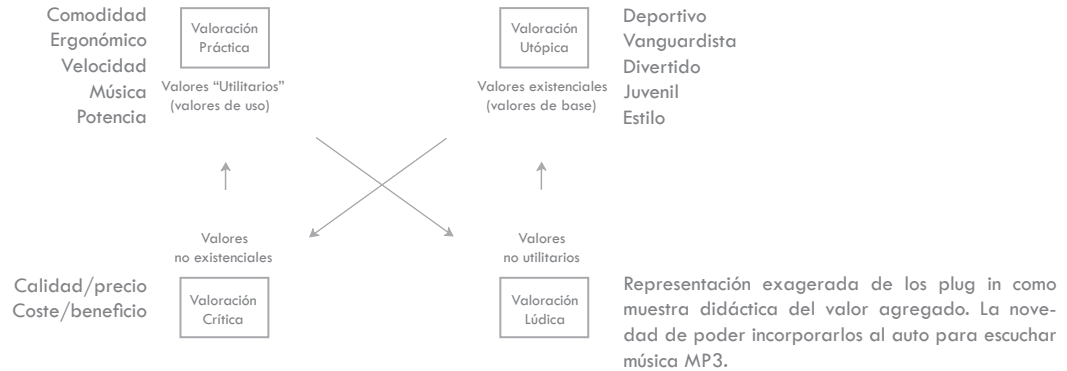 Comodidad
Ergonómico
Velocidad
Música
Potencia
Valoración
Práctica
Valores “Utilitarios”
(valores de uso)
Valoración
Utópica
Valores existenciales
(valores de base)
Deportivo
Vanguardista
Divertido
Juvenil
Estilo
Valores
no existenciales
Valores
no utilitarios
Calidad/precio
Coste/beneficio
Valoración
Crítica
Valoración
Lúdica
Representación exagerada de los plug in como
muestra didáctica del valor agregado. La nove-
dad de poder incorporarlos al auto para escuchar
música MP3.